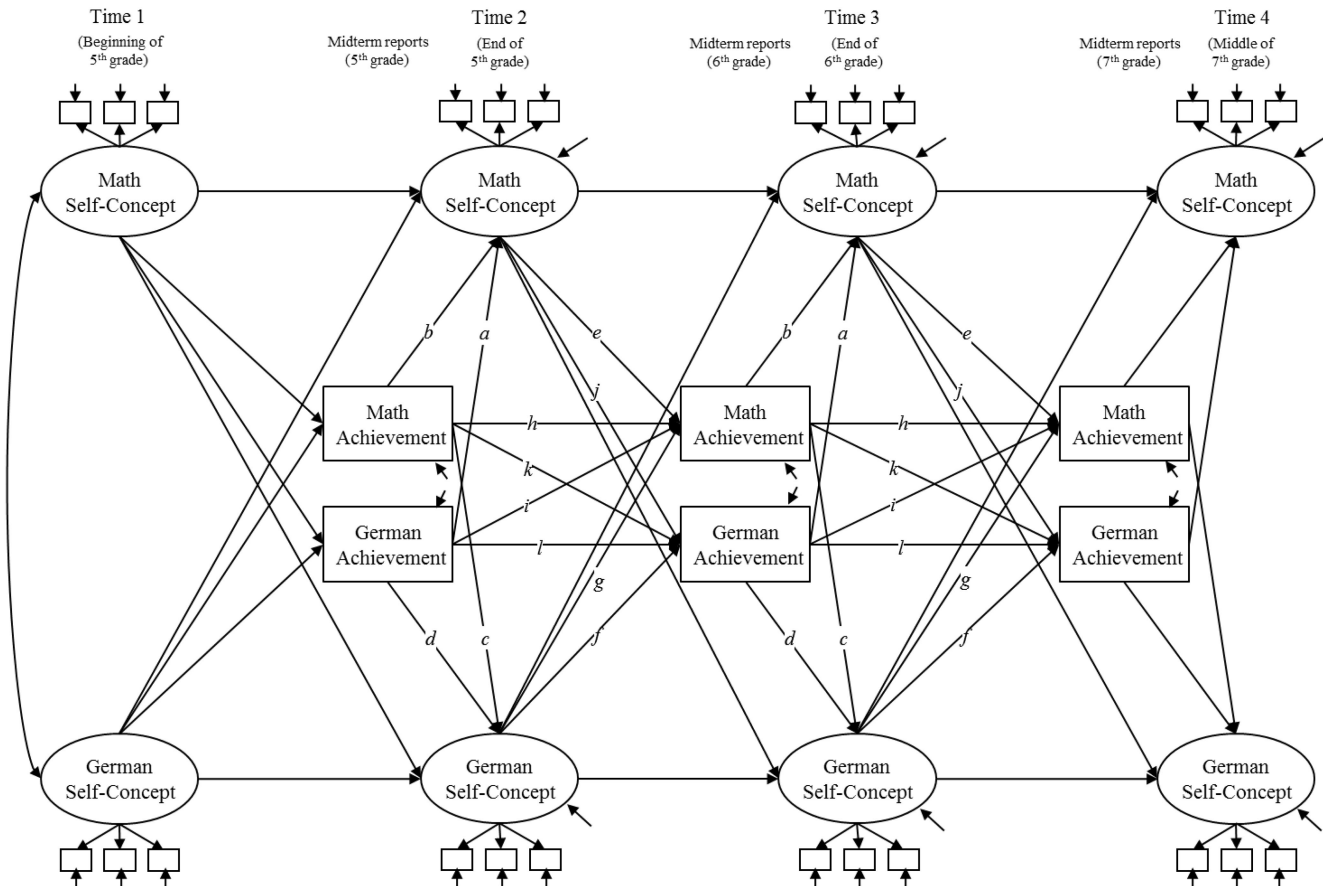 Time 1
(Beginning of
5th grade)
Midterm reports
(5th grade)
Time 2
(End of
5th grade)
Midterm reports
(6th grade)
Time 3
(End of
6th grade)
Midterm reports
(7th grade)
Time 4
(Middle of
7th grade)
Math
Self-Concept
Math
Self-Concept
Math
Self-Concept
Math
Self-Concept
b
a
e
b
a
e
j
j
Math
Achievement
h
Math
Achievement
h
Math
Achievement
k
k
i
i
German
Achievement
l
German
Achievement
l
German
Achievement
g
g
d
c
f
d
c
f
German
Self-Concept
German
Self-Concept
German
Self-Concept
German
Self-Concept